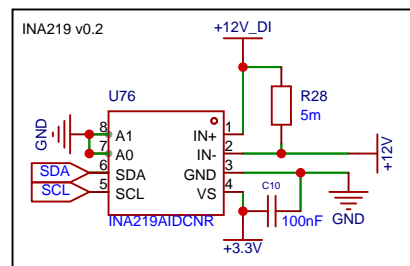 INA219 v0.2
+12V_DI
U76
R28
5m
GND
8
A1
IN+
1
7
A0
IN-
2
+12V
SDA
6
SDA
GND
3
SCL
5
SCL
VS
4
C10
100nF
GND
INA219AIDCNR
+3.3V